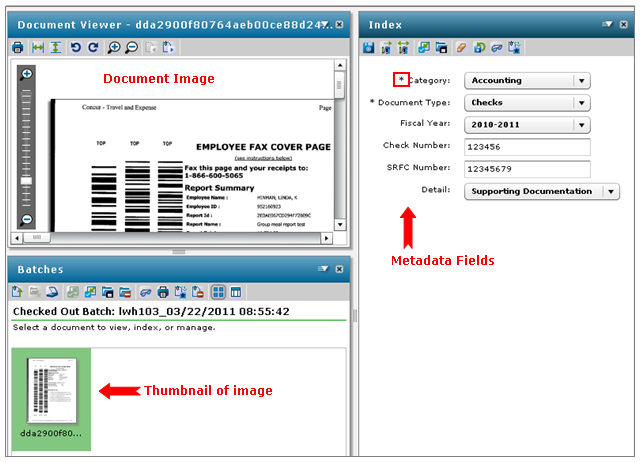 Document Viewer - dda2900f80764aeb00ce88d247...
Document Image
Concur - Travel and Expense Page
TOP TOP TOP
EMPLOYEE FAX COVER PAGE
(see instructions below)
Fax this page and your receipts to:
1-866-600-5065
Report Summary
Employee Name : HINMAN, LINDA, K
Employee ID : 952160923
Report Id :
Report Name : Group meal report test
Index
* Category: Accounting
* Document Type: Checks
Fiscal Year: 2010-2011
Check Number: 123456
SRFC Number: 12345679
Detail: Supporting Documentation
Metadata Fields
Batches
Checked Out Batch: lwh103_03/22/2011 08:55:42
Select a document to view, index, or manage.
Thumbnail of image
dda2900f80...